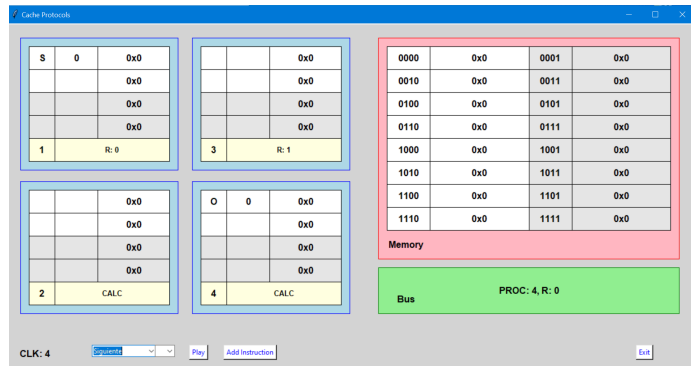 Cache Protocols
S 0 0x0
0x0
0x0
0x0
1 R: 0
0x0
0x0
0x0
0x0
3 R: 1
0x0
0x0
0x0
0x0
2 CALC
O 0 0x0
0x0
0x0
0x0
4 CALC
0000 0x0 0001 0x0
0010 0x0 0011 0x0
0100 0x0 0101 0x0
0110 0x0 0111 0x0
1000 0x0 1001 0x0
1010 0x0 1011 0x0
1100 0x0 1101 0x0
1110 0x0 1111 0x0
Memory
PROC: 4, R: 0
Bus
CLK: 4
Siguiente
Play
Add Instruction
Exit